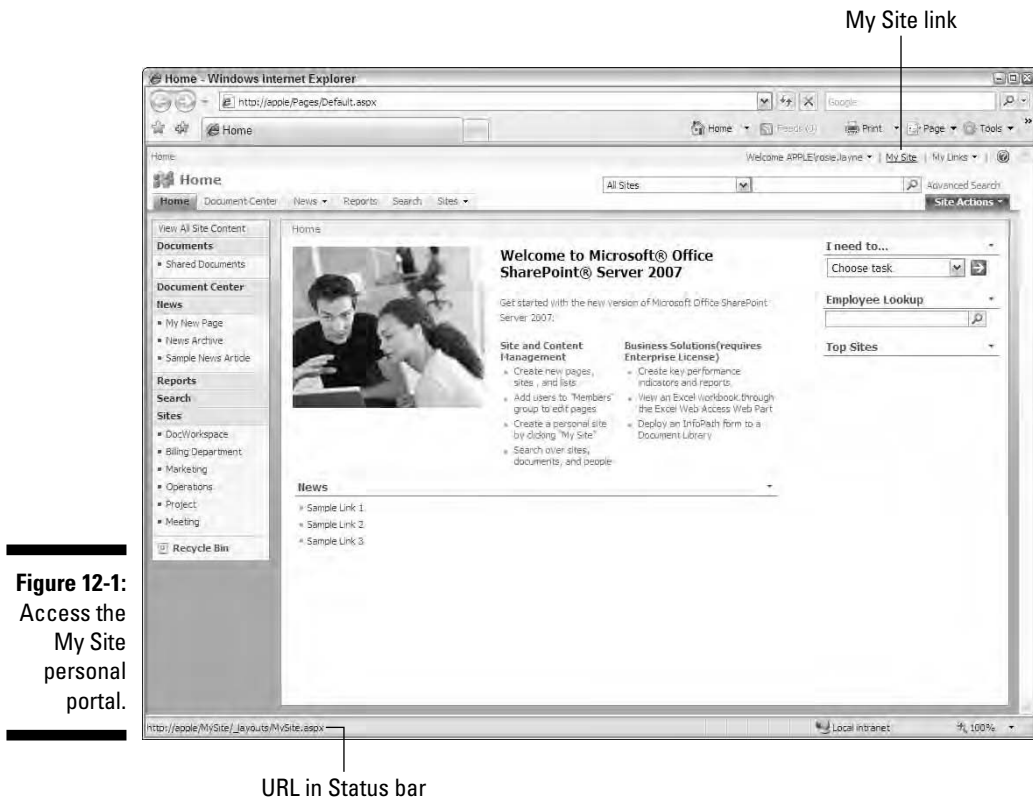 My Site link
Home - Windows Internet Explorer
http://apple/Pages/Default.aspx
Google
Home
Home
Feeds (0)
Print
Page
Tools
Home
Welcome APPLE\rosie.layne
My Site
My Links
Home
All Sites
Advanced Search
Home
Document Center
News
Reports
Search
Sites
Site Actions
View All Site Content
Documents
Shared Documents
Document Center
News
My New Page
News Archive
Sample News Article
Reports
Search
Sites
DocWorkspace
Billing Department
Marketing
Operations
Project
Meeting
Recycle Bin
Home
Welcome to Microsoft® Office
SharePoint® Server 2007
Get started with the new version of Microsoft Office SharePoint
Server 2007:
Site and Content
Management
Create new pages,
sites , and lists
Add users to "Members"
group to edit pages
Create a personal site
by clicking "My Site"
Search over sites,
documents, and people
Business Solutions(requires
Enterprise License)
Create key performance
indicators and reports
View an Excel workbook through
the Excel Web Access Web Part
Deploy an InfoPath form to a
Document Library
News
Sample Link 1
Sample Link 2
Sample Link 3
I need to...
Choose task
Employee Lookup
Top Sites
Figure 12-1:
Access the
My Site
personal
portal.
http://apple/MySite/_layouts/MySite.aspx
Local intranet
100%
URL in Status bar